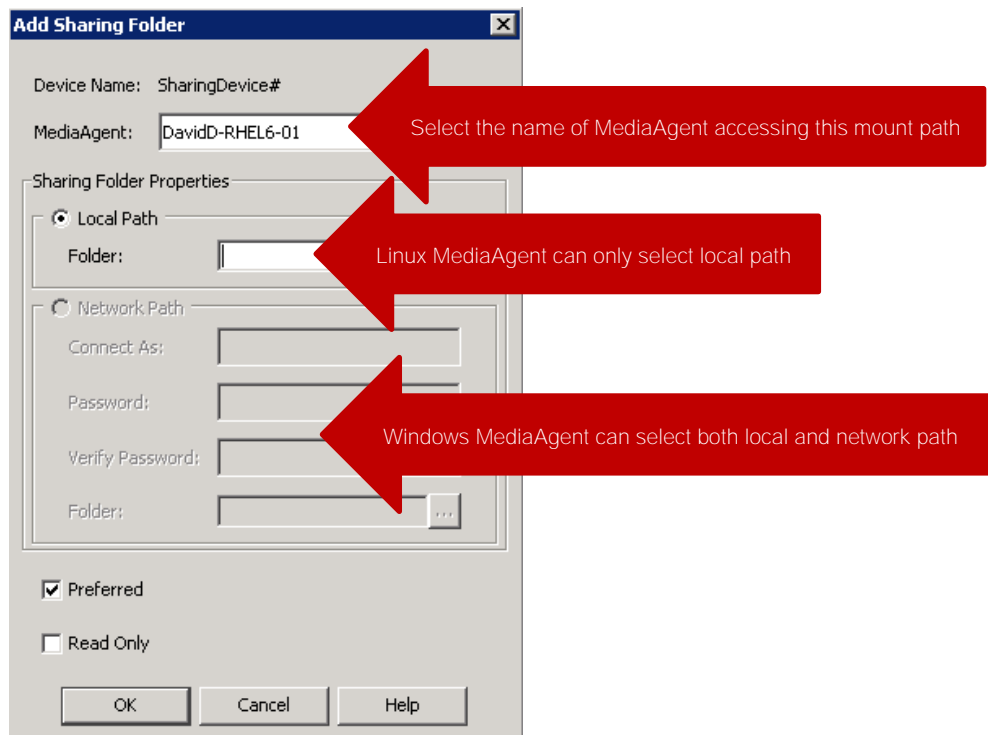 Add Sharing Folder
Device Name: SharingDevice#
MediaAgent: DavidD-RHEL6-01
Select the name of MediaAgent accessing this mount path
Sharing Folder Properties
Local Path
Folder:
Linux MediaAgent can only select local path
Network Path
Connect As:
Password:
Windows MediaAgent can select both local and network path
Verify Password:
Folder:
...
Preferred
Read Only
OK Cancel Help